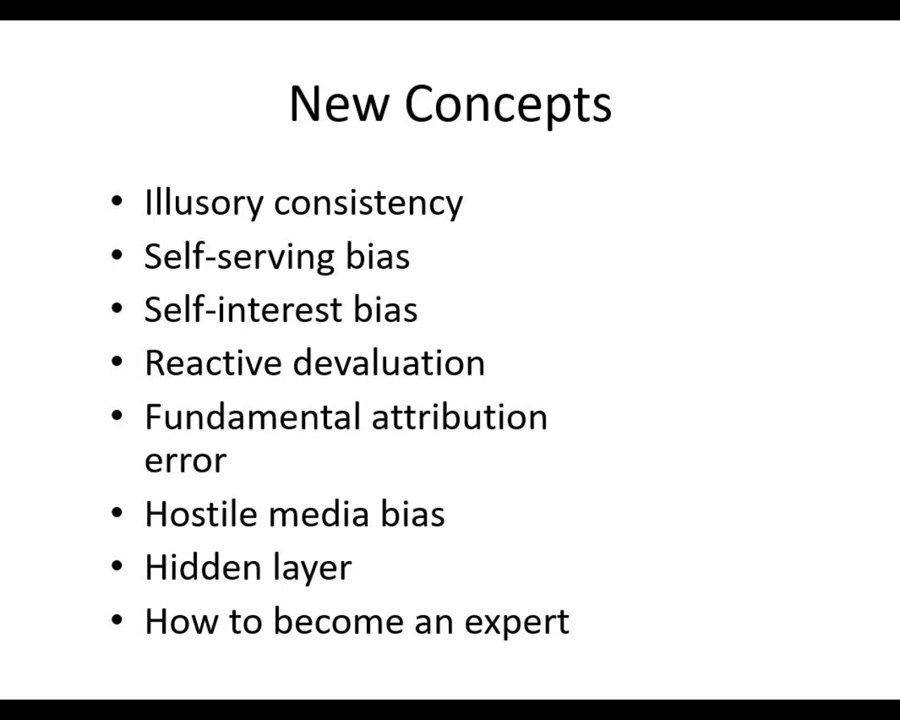 New Concepts
• Illusory consistency
• Self-serving bias
• Self-interest bias
• Reactive devaluation
• Fundamental attribution
error
• Hostile media bias
• Hidden layer
• How to become an expert